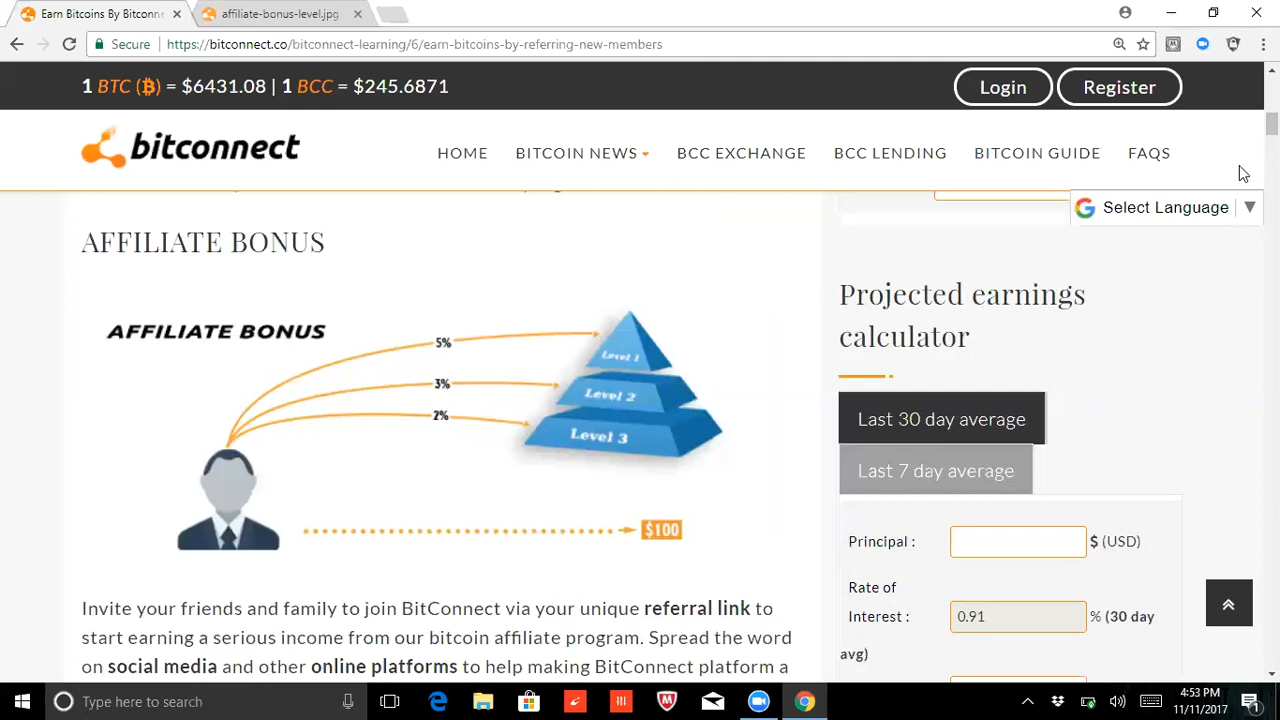 Earn Bitcoins By Bitconne
affiliate-bonus-level.jpg
Secure
https://bitconnect.co/bitconnect-learning/6/earn-bitcoins-by-referring-new-members
1 BTC (₿) = $6431.08 | 1 BCC = $245.6871
Login
Register
bitconnect
HOME
BITCOIN NEWS
BCC EXCHANGE
BCC LENDING
BITCOIN GUIDE
FAQS
Select Language
AFFILIATE BONUS
AFFILIATE BONUS
5%
3%
2%
Level 1
Level 2
Level 3
$100
Invite your friends and family to join BitConnect via your unique referral link to
start earning a serious income from our bitcoin affiliate program. Spread the word
on social media and other online platforms to help making BitConnect platform a
Projected earnings
calculator
Last 30 day average
Last 7 day average
Principal :
$ (USD)
Rate of
Interest :
0.91
% (30 day
avg)
Type here to search
4:53 PM
11/11/2017